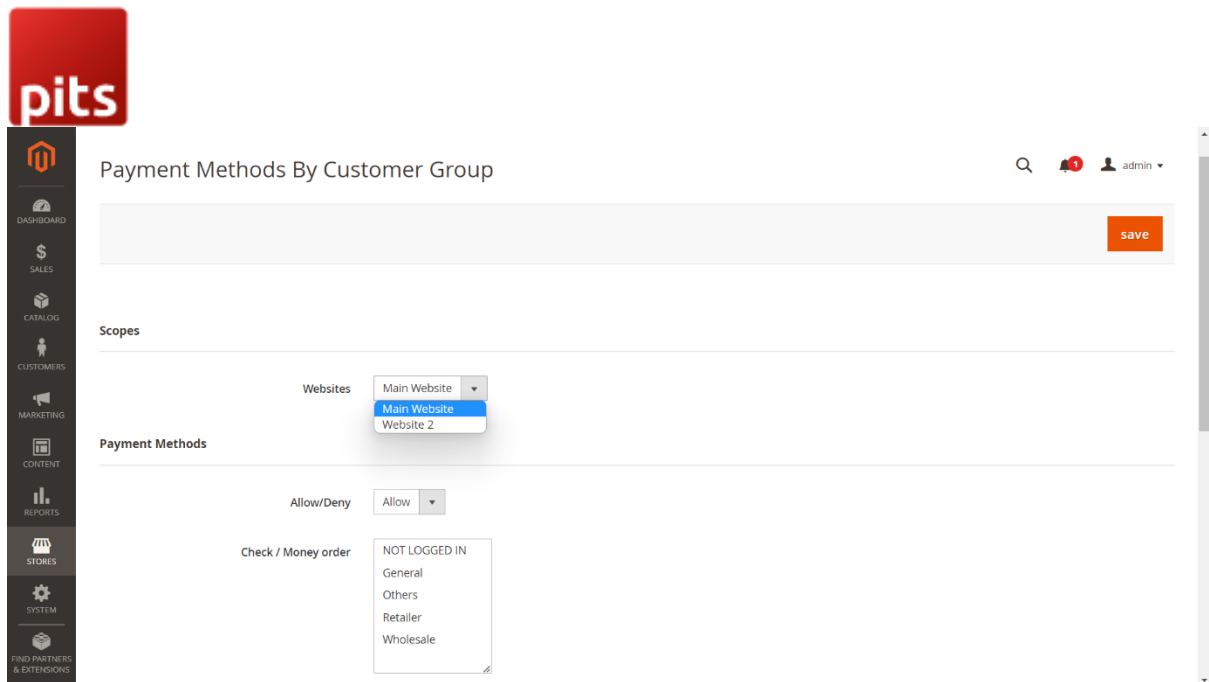 pits
Payment Methods By Customer Group
1
admin
DASHBOARD
SALES
CATALOG
CUSTOMERS
MARKETING
CONTENT
REPORTS
STORES
SYSTEM
FIND PARTNERS
& EXTENSIONS
save
Scopes
Websites
Main Website
Main Website
Website 2
Payment Methods
Allow/Deny
Allow
Check / Money order
NOT LOGGED IN
General
Others
Retailer
Wholesale